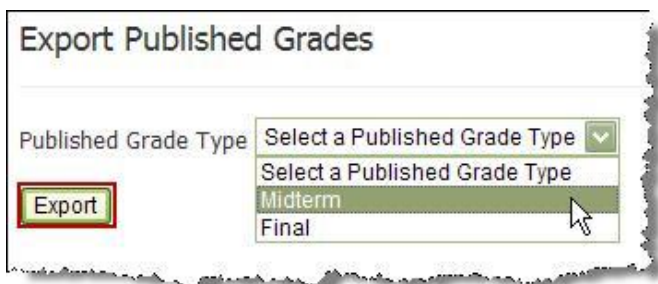 Export Published Grades
Published Grade Type Select a Published Grade Type
Select a Published Grade Type
Export Midterm
Final